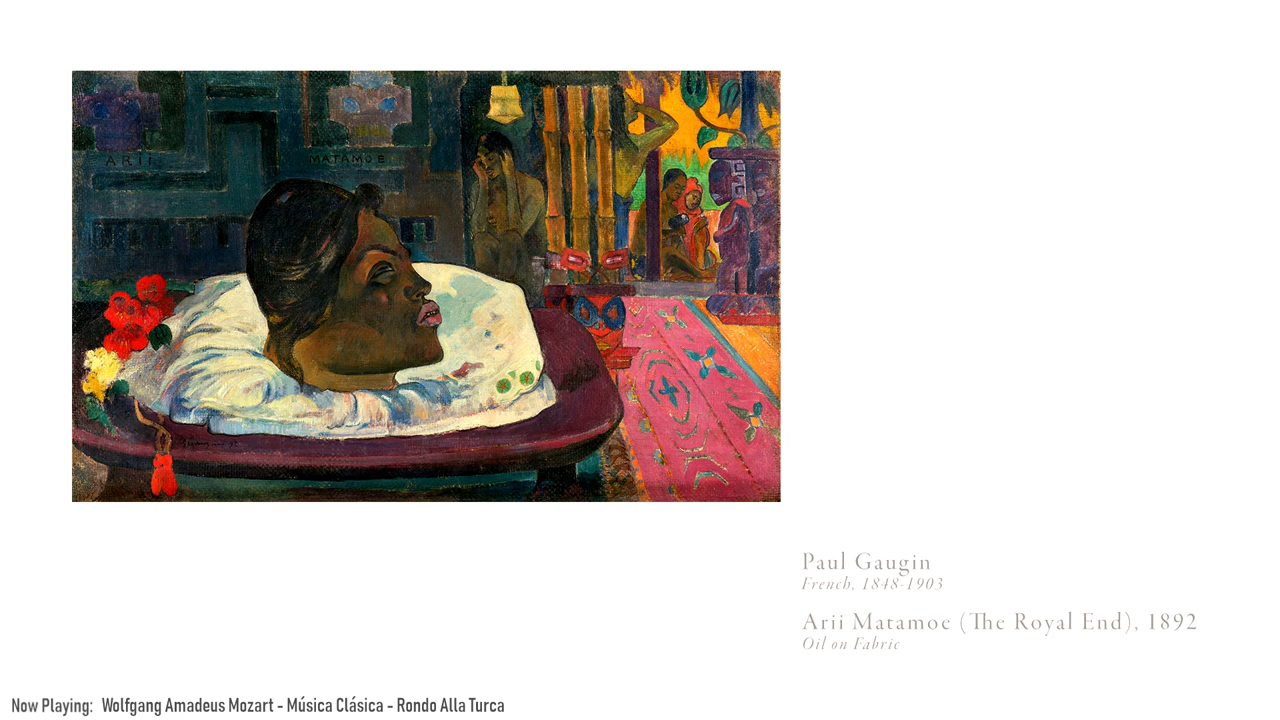 ARII
MATAMOE
Paul Gaugin
French, 1848-1903
Arii Matamoe (The Royal End), 1892
Oil on Fabric
Now Playing: Wolfgang Amadeus Mozart - Música Clásica - Rondo Alla Turca